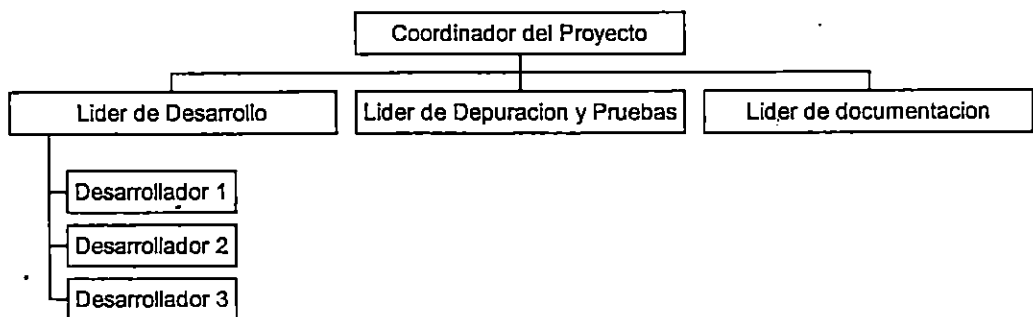 Coordinador del Proyecto
Lider de Desarrollo
Lider de Depuracion y Pruebas
Lider de documentacion
Desarrollador 1
Desarrollador 2
Desarrollador 3